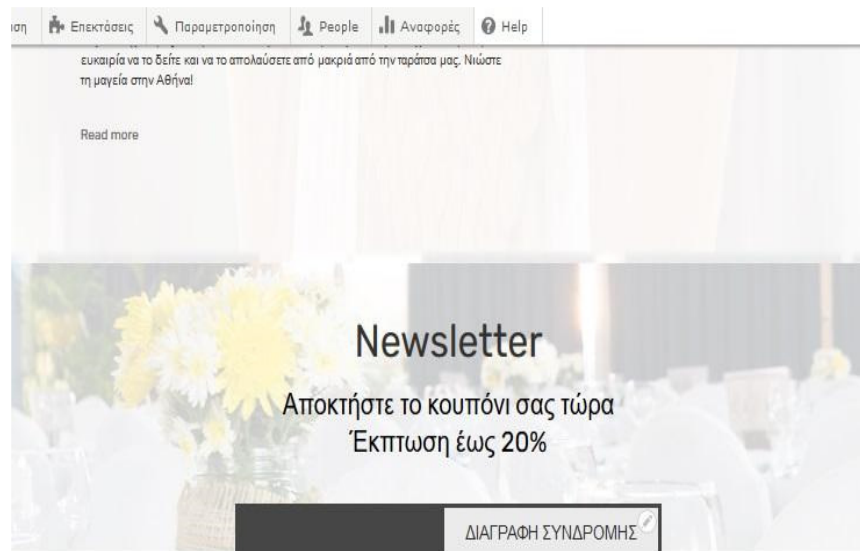 ιση Επεκτάσεις Παραμετροποίηση People Αναφορές Help
ευκαιρία να το δείτε και να το απολαύσετε από μακριά από την ταράτσα μας. Νιώστε
τη μαγεία στην Αθήνα!
Read more
Newsletter
Αποκτήστε το κουπόνι σας τώρα
Έκπτωση έως 20%
ΔΙΑΓΡΑΦΗ ΣΥΝΔΡΟΜΗΣ